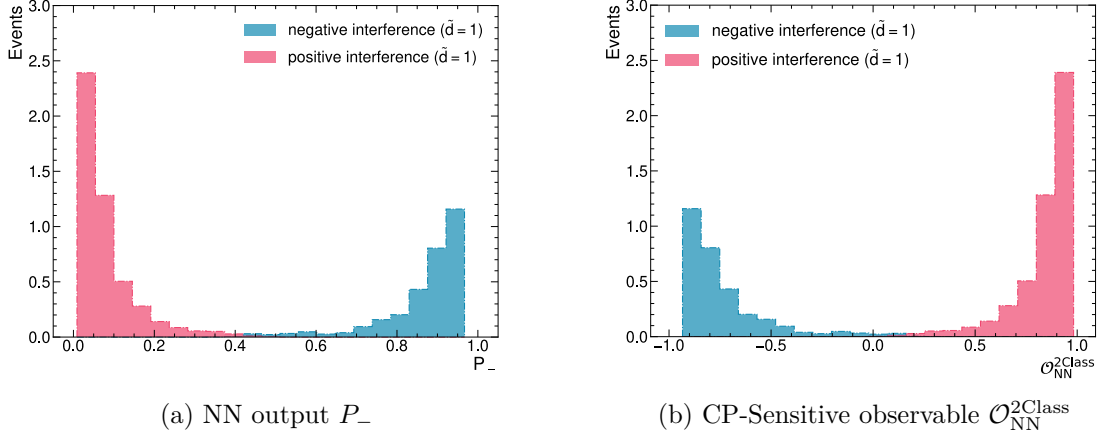 Events
3.0
2.5
2.0
1.5
1.0
0.5
0.0
negative interference (d̃ = 1)
positive interference (d̃ = 1)
0.0 0.2 0.4 0.6 0.8 1.0
P_
(a) NN output P_
Events
3.0
2.5
2.0
1.5
1.0
0.5
0.0
negative interference (d̃ = 1)
positive interference (d̃ = 1)
−1.0 −0.5 0.0 0.5 1.0
𝒪_NN^2Class
(b) CP-Sensitive observable 𝒪_NN^2Class